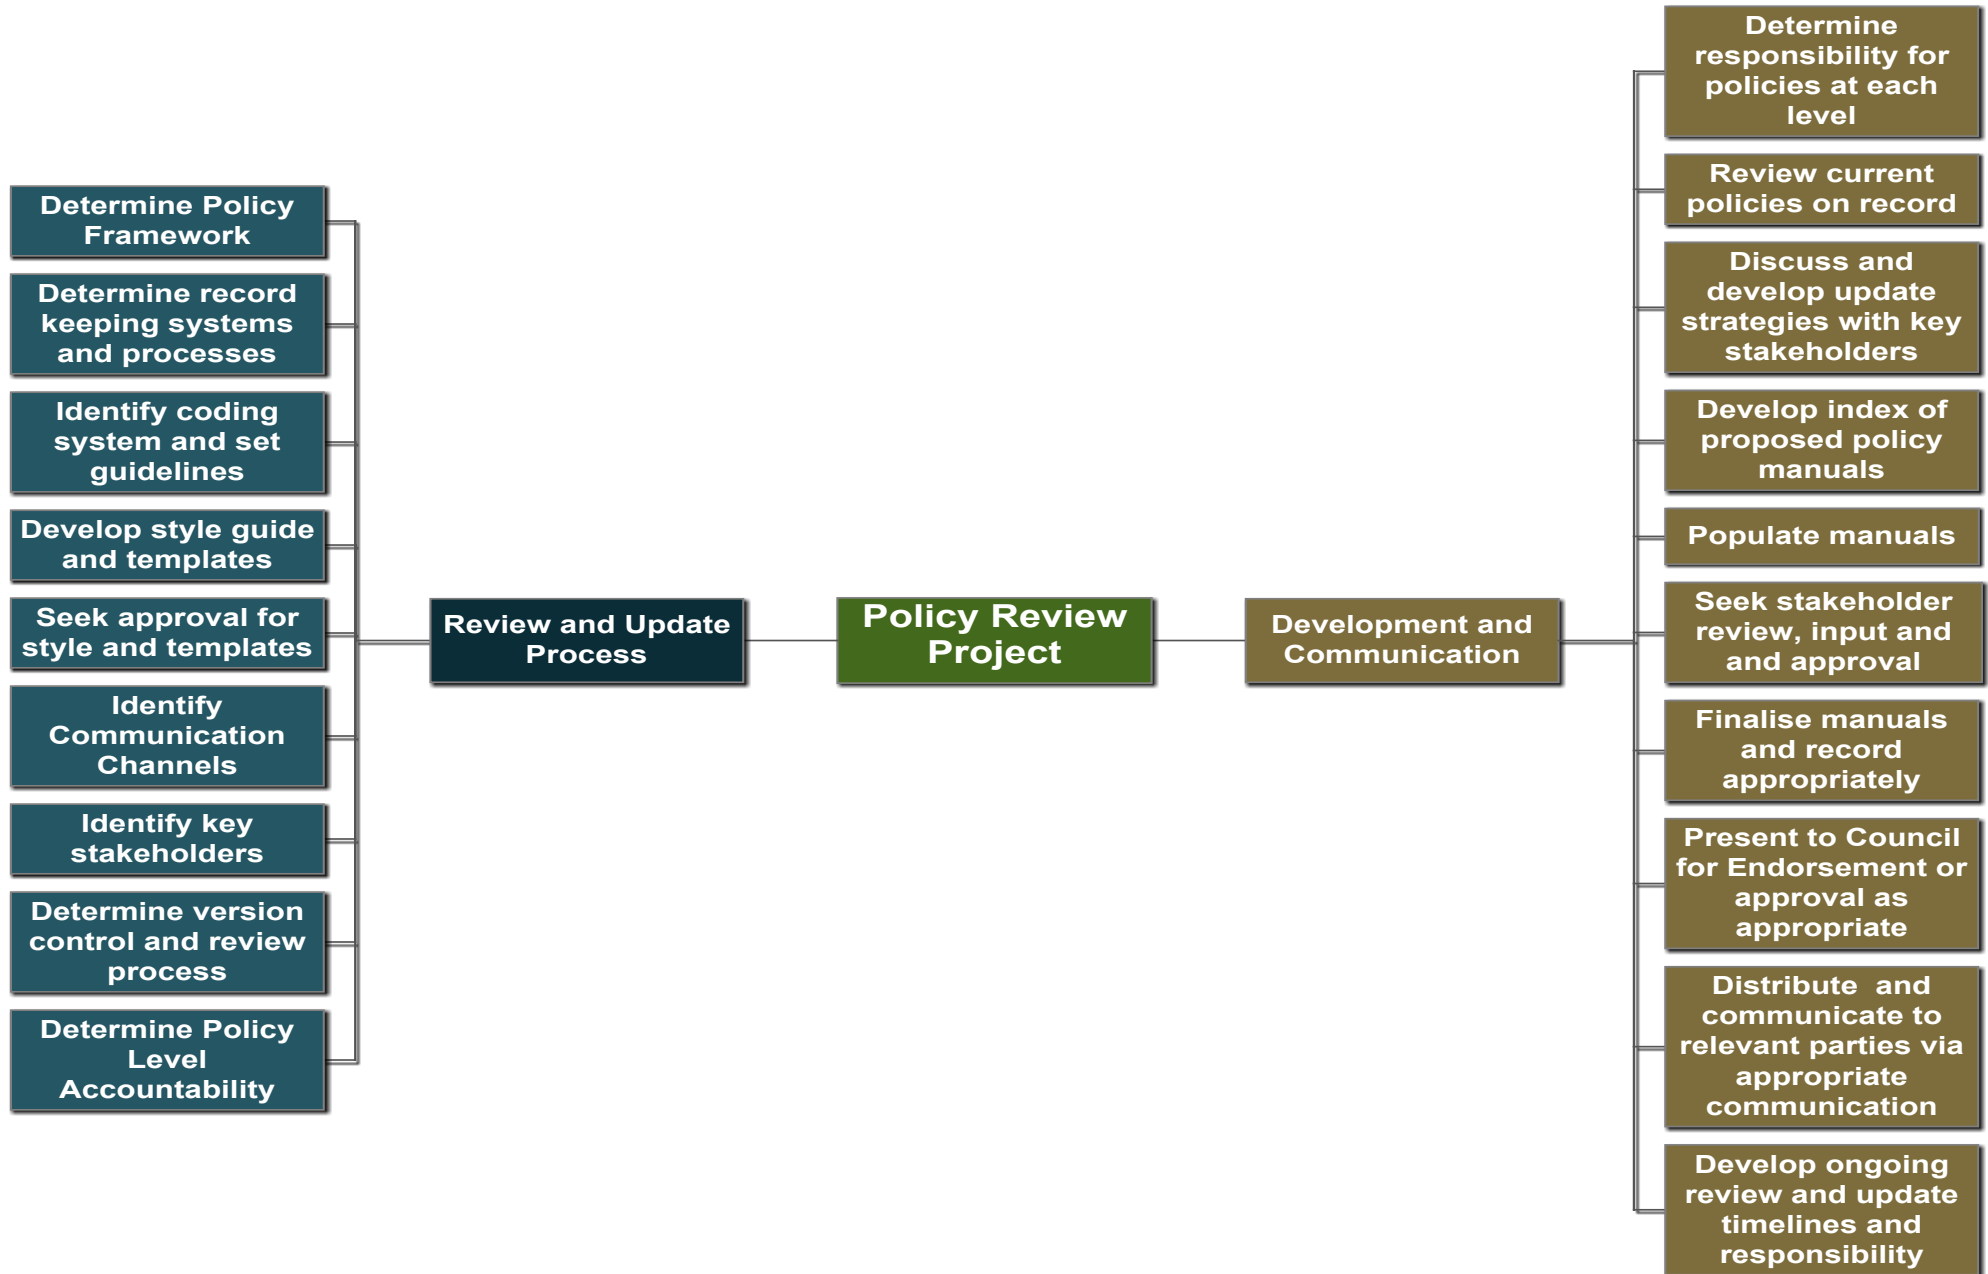 Determine Policy
Framework
Determine record
keeping systems
and processes
Identify coding
system and set
guidelines
Develop style guide
and templates
Seek approval for
style and templates
Identify
Communication
Channels
Identify key
stakeholders
Determine version
control and review
process
Determine Policy
Level
Accountability
Review and Update
Process
Policy Review
Project
Development and
Communication
Determine
responsibility for
policies at each
level
Review current
policies on record
Discuss and
develop update
strategies with key
stakeholders
Develop index of
proposed policy
manuals
Populate manuals
Seek stakeholder
review, input and
and approval
Finalise manuals
and record
appropriately
Present to Council
for Endorsement or
approval as
appropriate
Distribute  and
communicate to
relevant parties via
appropriate
communication
Develop ongoing
review and update
timelines and
responsibility